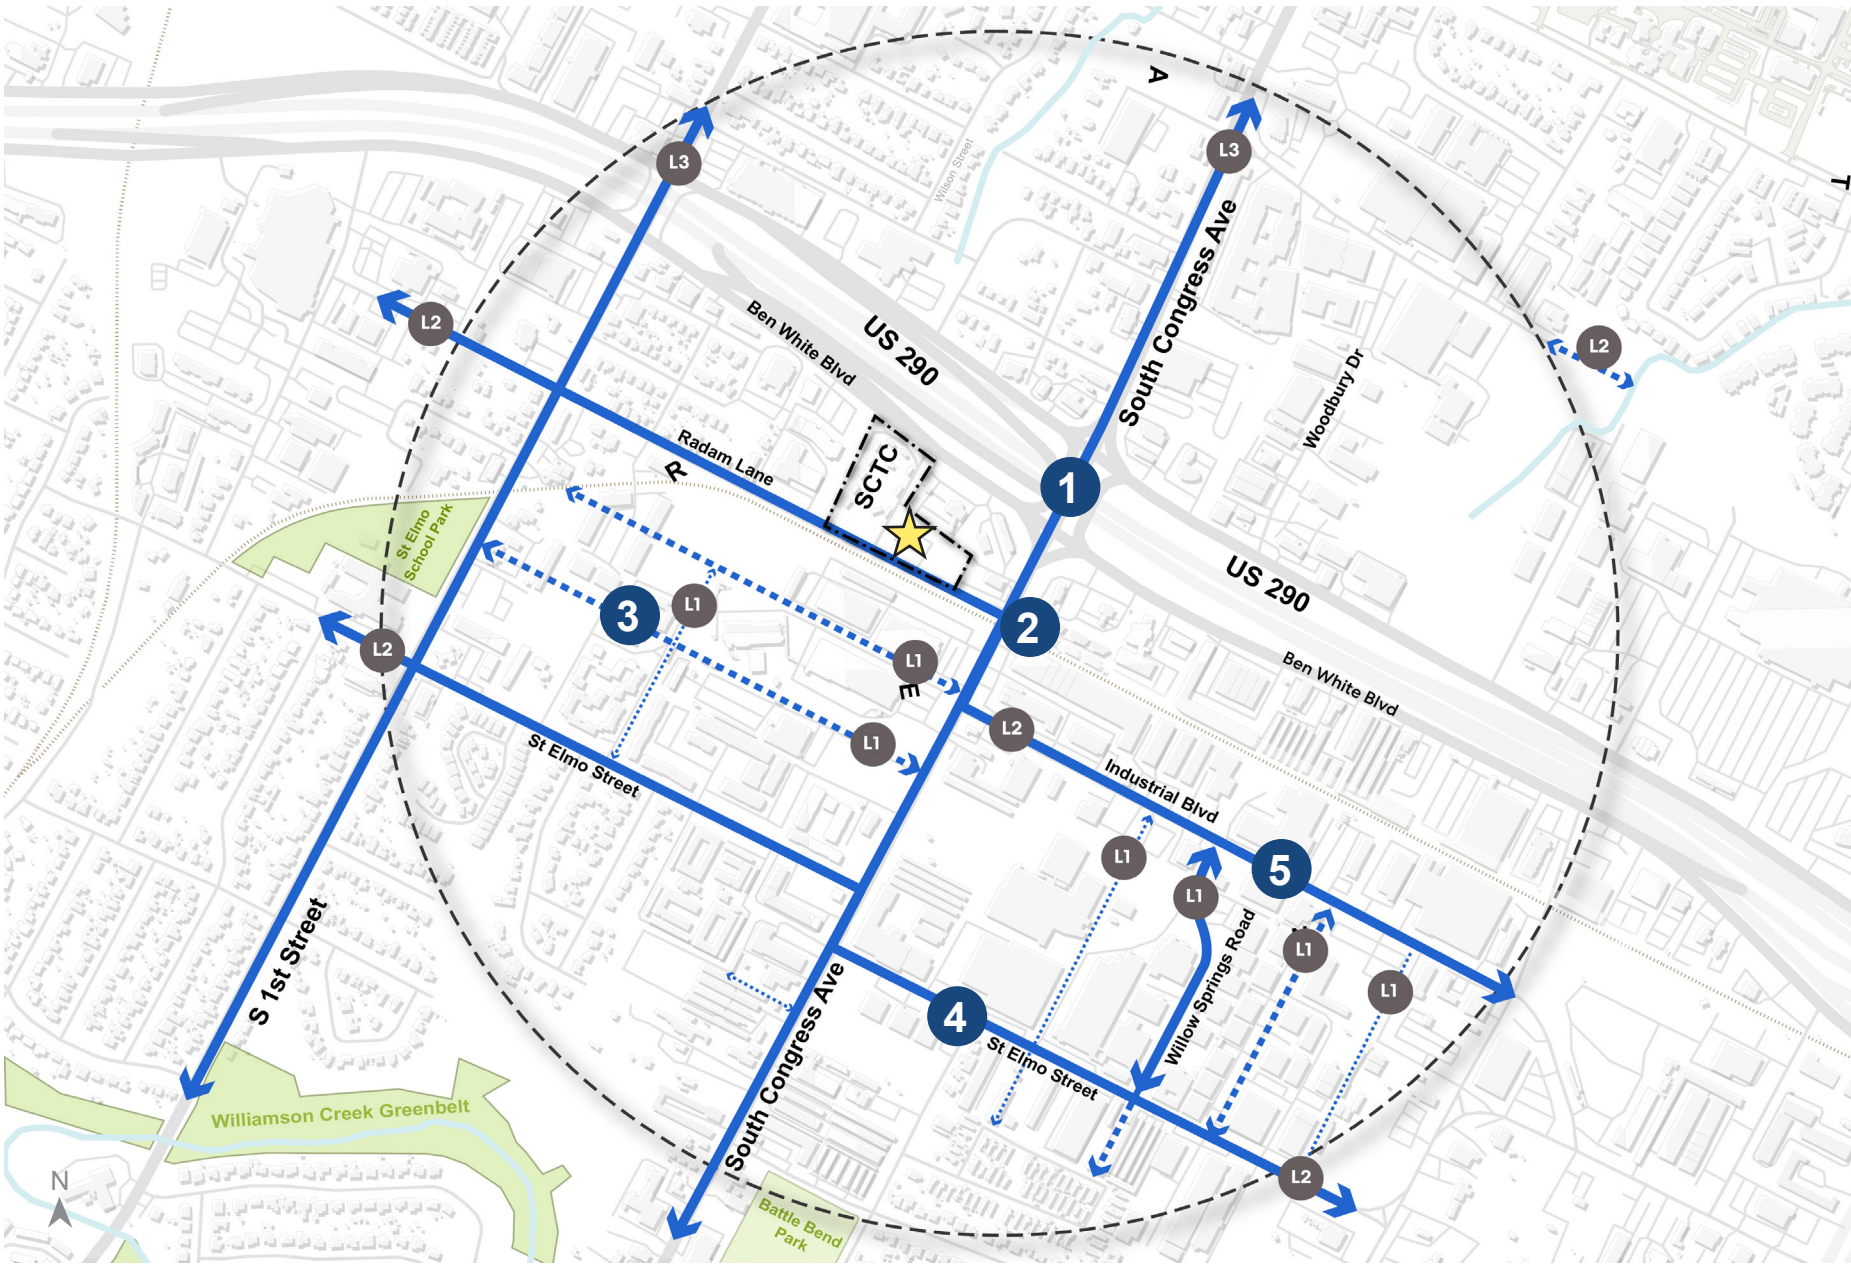 A
L3
L3
T
Wilson Street
South Congress Ave
L2
L2
Ben White Blvd
US 290
Woodbury Dr
Radam Lane
R
SCTC
1
St Elmo
School Park
US 290
3
L1
2
L2
L1
E
Ben White Blvd
L1
L2
St Elmo Street
Industrial Blvd
L1
5
L1
S 1st Street
Willow Springs Road
L1
L1
4
St Elmo Street
South Congress Ave
Williamson Creek Greenbelt
N
L2
Battle Bend
Park